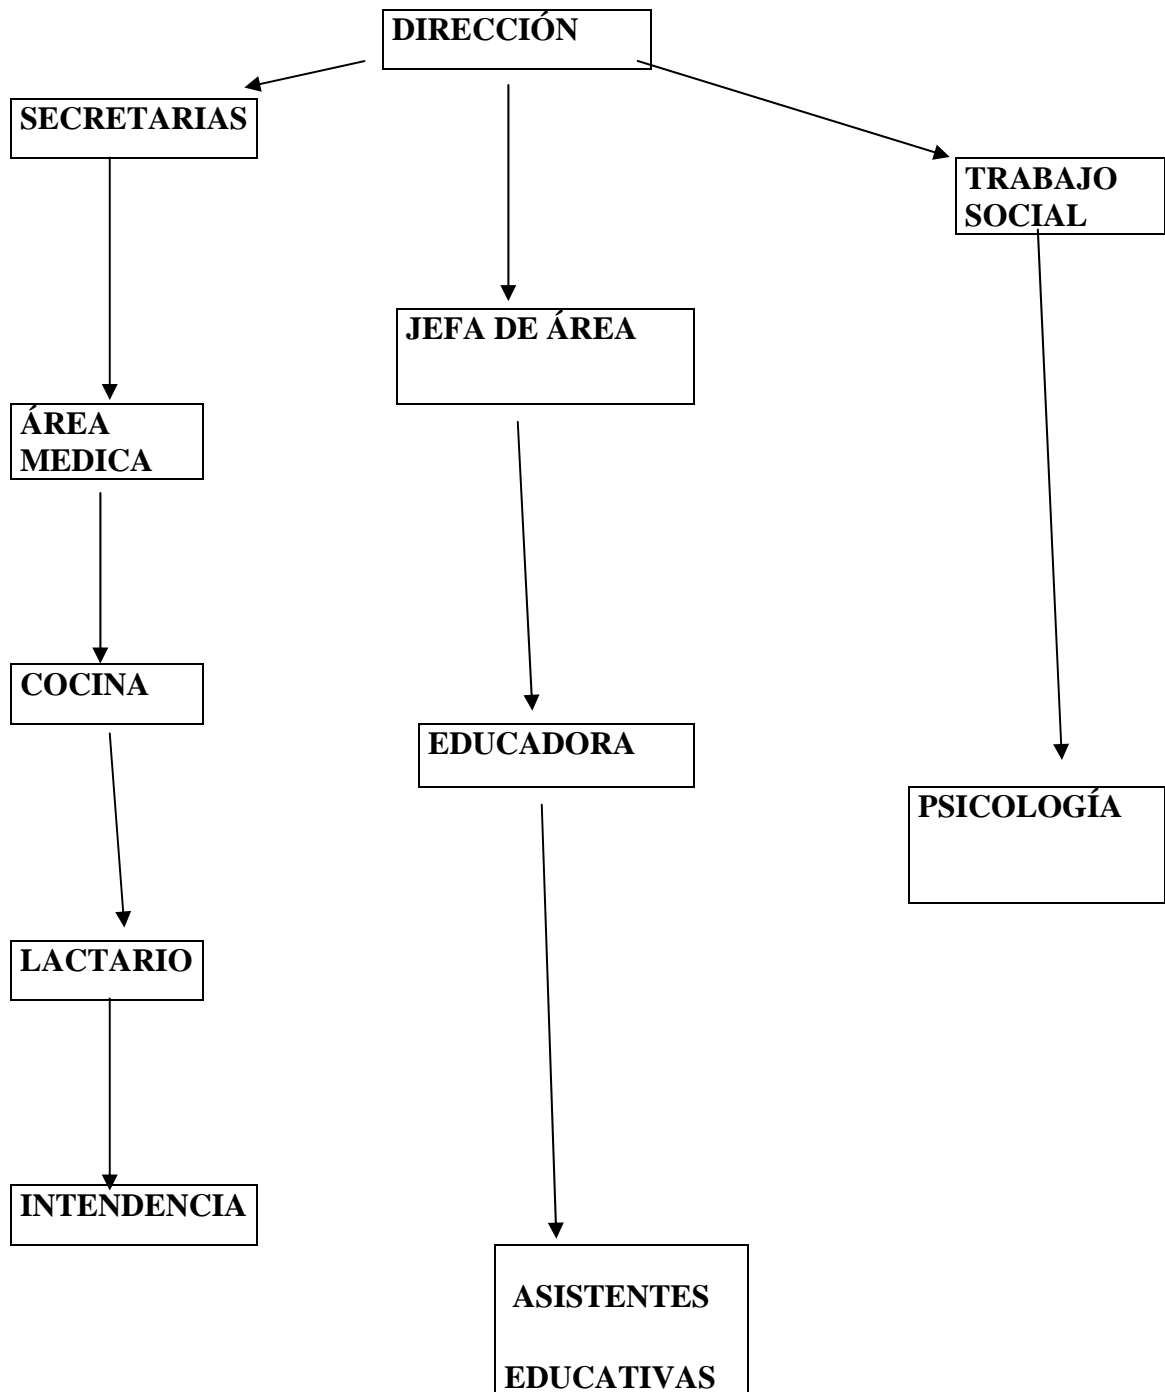 DIRECCIÓN
SECRETARIAS
TRABAJO
SOCIAL
JEFA DE ÁREA
ÁREA
MEDICA
COCINA
EDUCADORA
PSICOLOGÍA
LACTARIO
INTENDENCIA
ASISTENTES
EDUCATIVAS